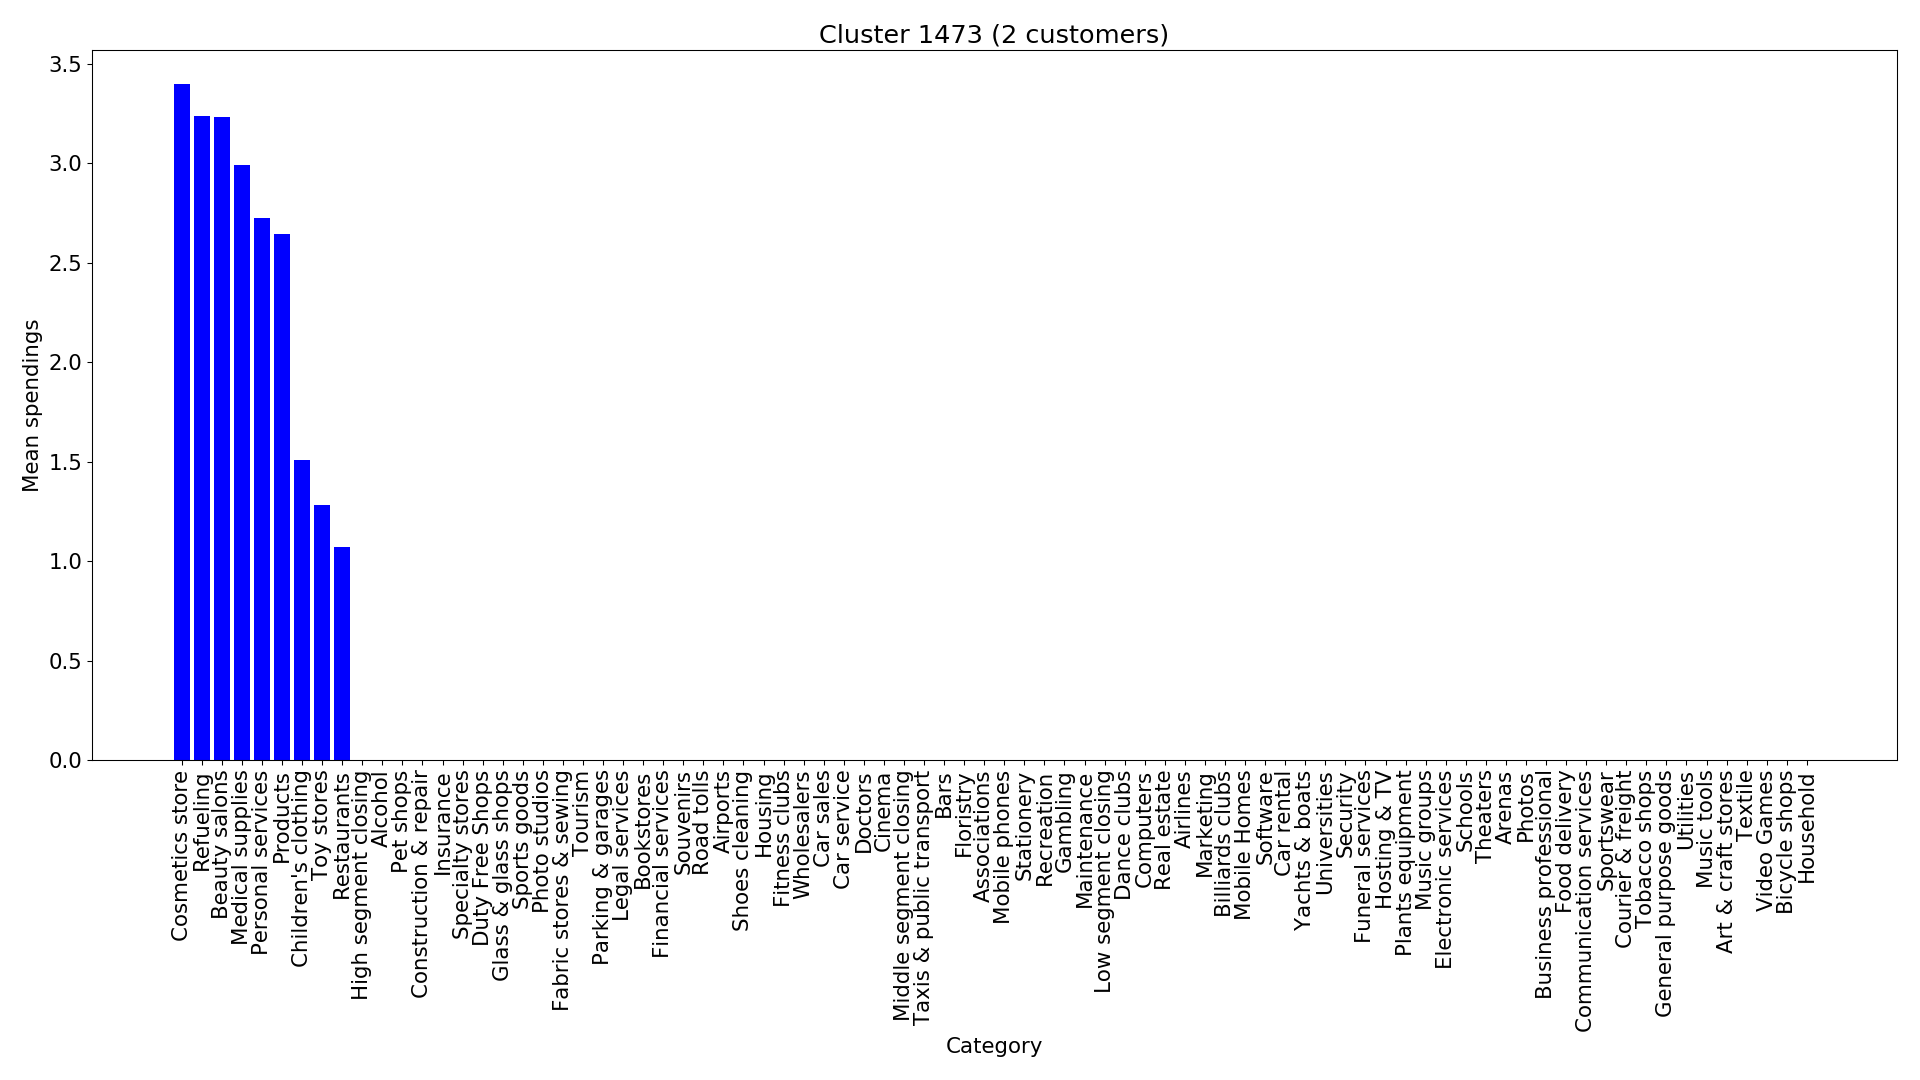 Cluster 1473 (2 customers)
3.5
3.0
2.5
2.0
1.5
1.0
0.5
0.0
Mean spendings
Cosmetics store
Refueling
Beauty salons
Medical supplies
Personal services
Products
Children's clothing
Toy stores
Restaurants
High segment closing
Alcohol
Pet shops
Construction & repair
Insurance
Specialty stores
Duty Free Shops
Glass & glass shops
Sports goods
Photo studios
Fabric stores & sewing
Tourism
Parking & garages
Legal services
Bookstores
Financial services
Souvenirs
Road tolls
Airports
Shoes cleaning
Housing
Fitness clubs
Wholesalers
Car sales
Car service
Doctors
Cinema
Middle segment closing
Taxis & public transport
Bars
Floristry
Associations
Mobile phones
Stationery
Recreation
Gambling
Maintenance
Low segment closing
Dance clubs
Computers
Real estate
Airlines
Marketing
Billiards clubs
Mobile Homes
Software
Car rental
Yachts & boats
Universities
Security
Funeral services
Hosting & TV
Plants equipment
Music groups
Electronic services
Schools
Theaters
Arenas
Photos
Business professional
Food delivery
Communication services
Sportswear
Courier & freight
Tobacco shops
General purpose goods
Utilities
Music tools
Art & craft stores
Textile
Video Games
Bicycle shops
Household
Category